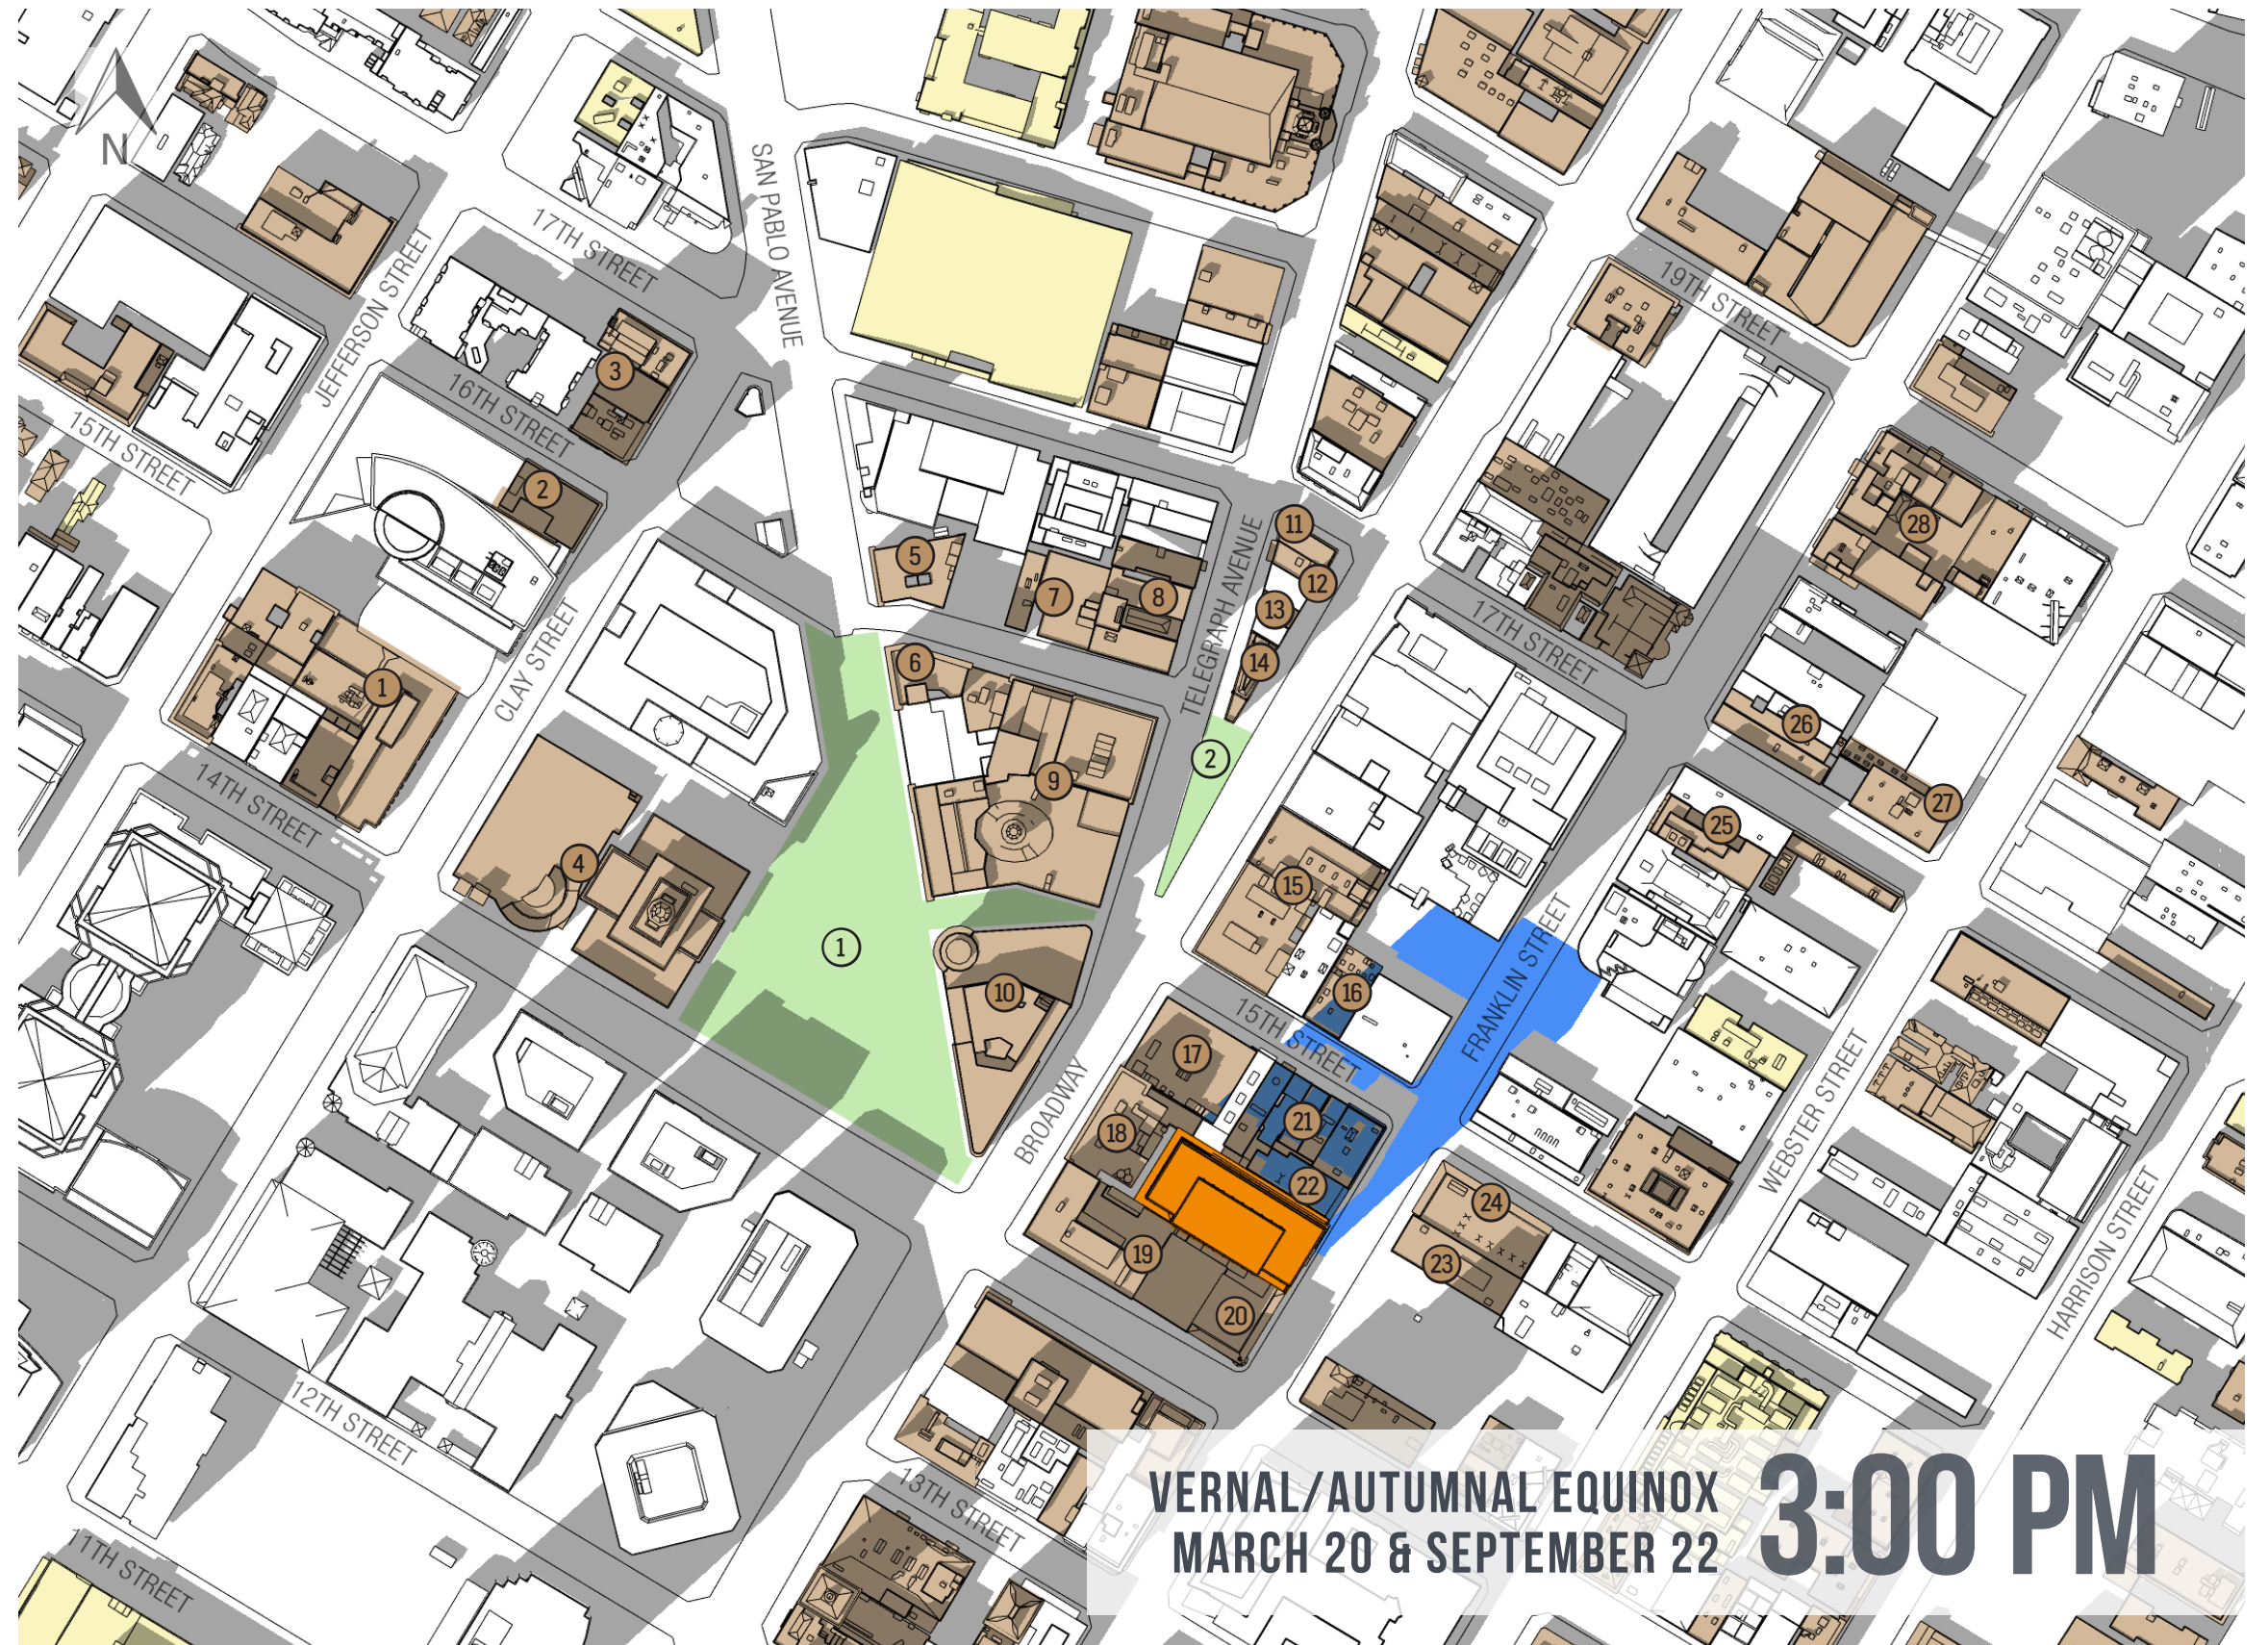 N
SAN PABLO AVENUE
17TH STREET
JEFFERSON STREET
19TH STREET
16TH STREET
3
15TH STREET
2
28
11
5
TELEGRAPH AVENUE
12
7
8
13
17TH STREET
CLAY STREET
6
14
1
26
2
9
14TH STREET
27
25
4
15
1
FRANKLIN STREET
10
16
15TH STREET
17
WEBSTER STREET
BROADWAY
18
21
22
24
HARRISON STREET
19
23
20
12TH STREET
13TH STREET
11TH STREET
VERNAL/AUTUMNAL EQUINOX
MARCH 20 & SEPTEMBER 22
3:00 PM